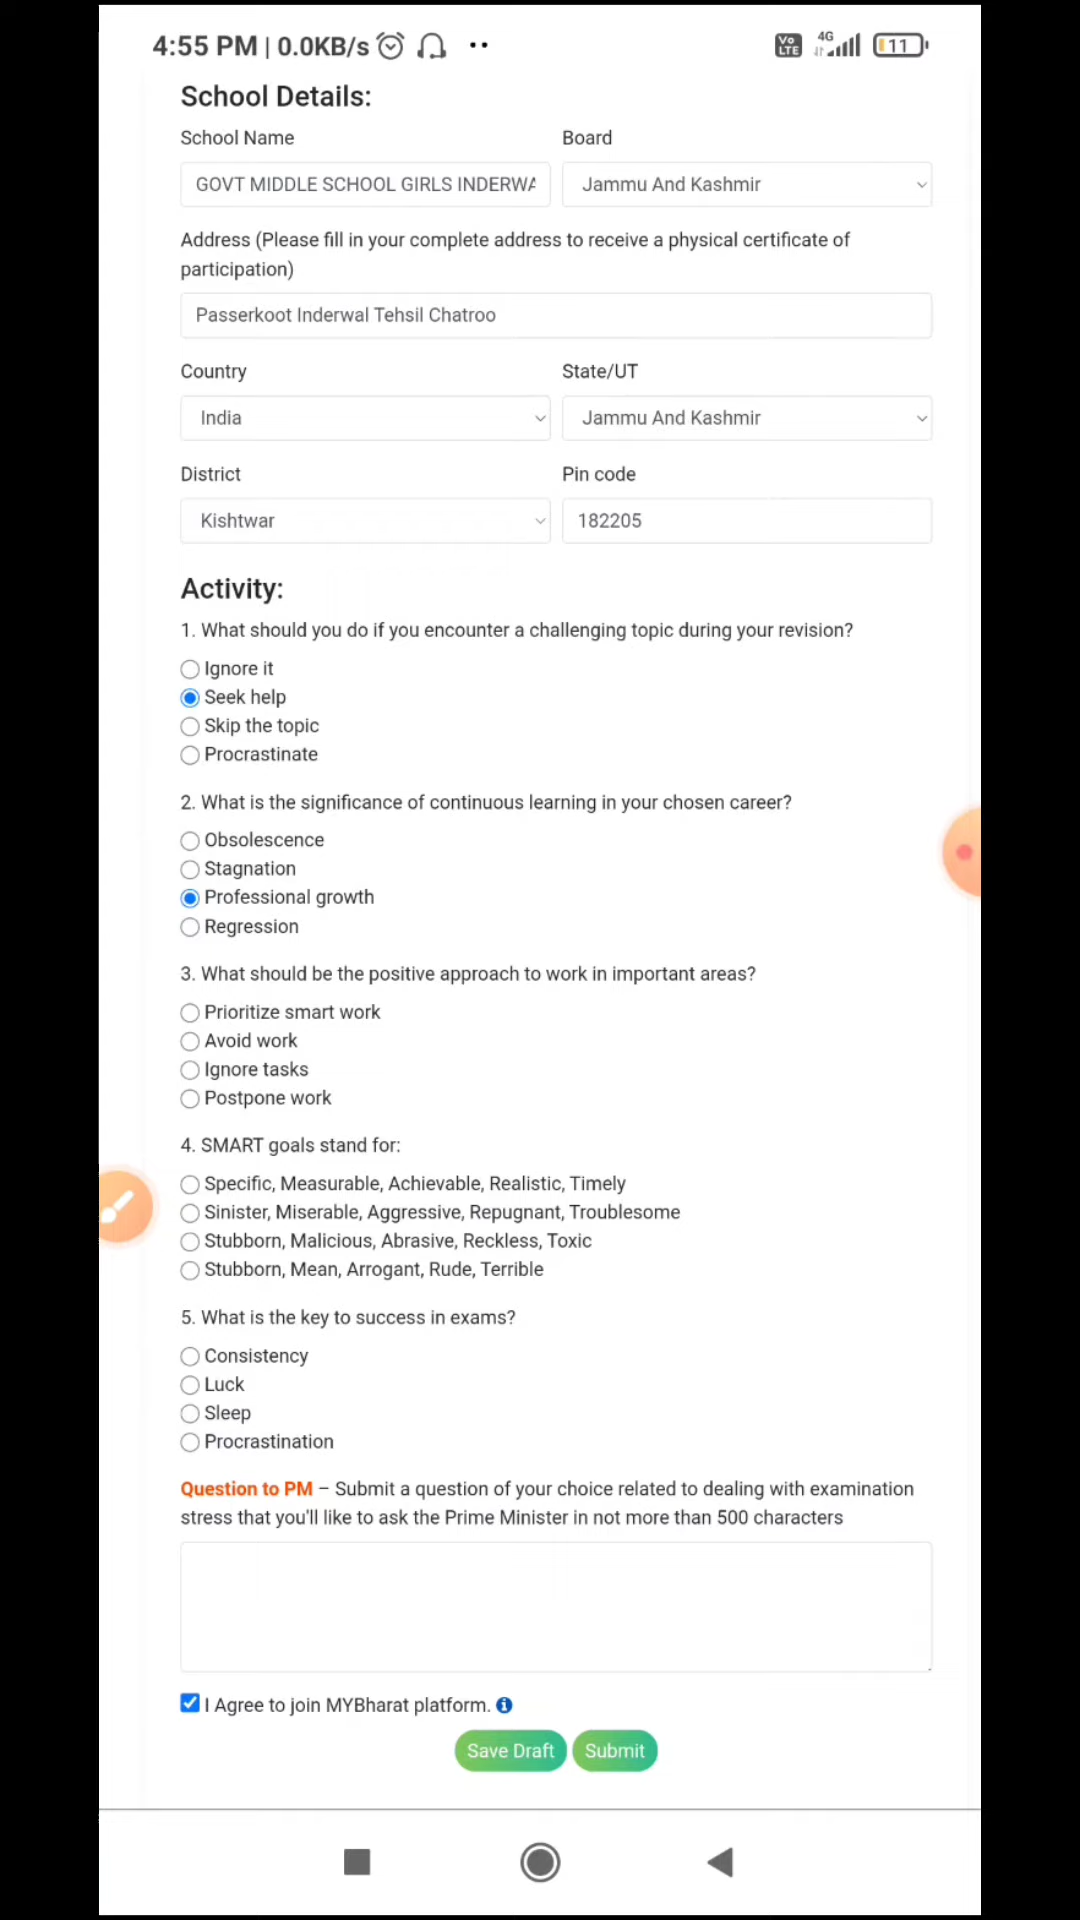 4:55 PM | 0.0KB/s
Vo LTE 4G 11
School Details:
School Name Board
GOVT MIDDLE SCHOOL GIRLS Jammu And Kashmir
Address (Please fill in your complete address to receive a physical certificate of
participation)
Passerkoot Inderwal Tehsil Chatroo
Country State/UT
India Jammu And Kashmir
District Pin code
Kishtwar 182205
Activity:
1. What should you do if you encounter a challenging topic during your revision?
Ignore it
Seek help
Skip the topic
Procrastinate
2. What is the significance of continuous learning in your chosen career?
Obsolescence
Stagnation
Professional growth
Regression
3. What should be the positive approach to work in important areas?
Prioritize smart work
Avoid work
Ignore tasks
Postpone work
4. SMART goals stand for:
Specific, Measurable, Achievable, Realistic, Timely
Sinister, Miserable, Aggressive, Repugnant, Troublesome
Stubborn, Malicious, Abrasive, Reckless, Toxic
Stubborn, Mean, Arrogant, Rude, Terrible
5. What is the key to success in exams?
Consistency
Luck
Sleep
Procrastination
Question to PM – Submit a question of your choice related to dealing with examination
stress that you'll like to ask the Prime Minister in not more than 500 characters
I Agree to join MYBharat platform.
Save Draft Submit